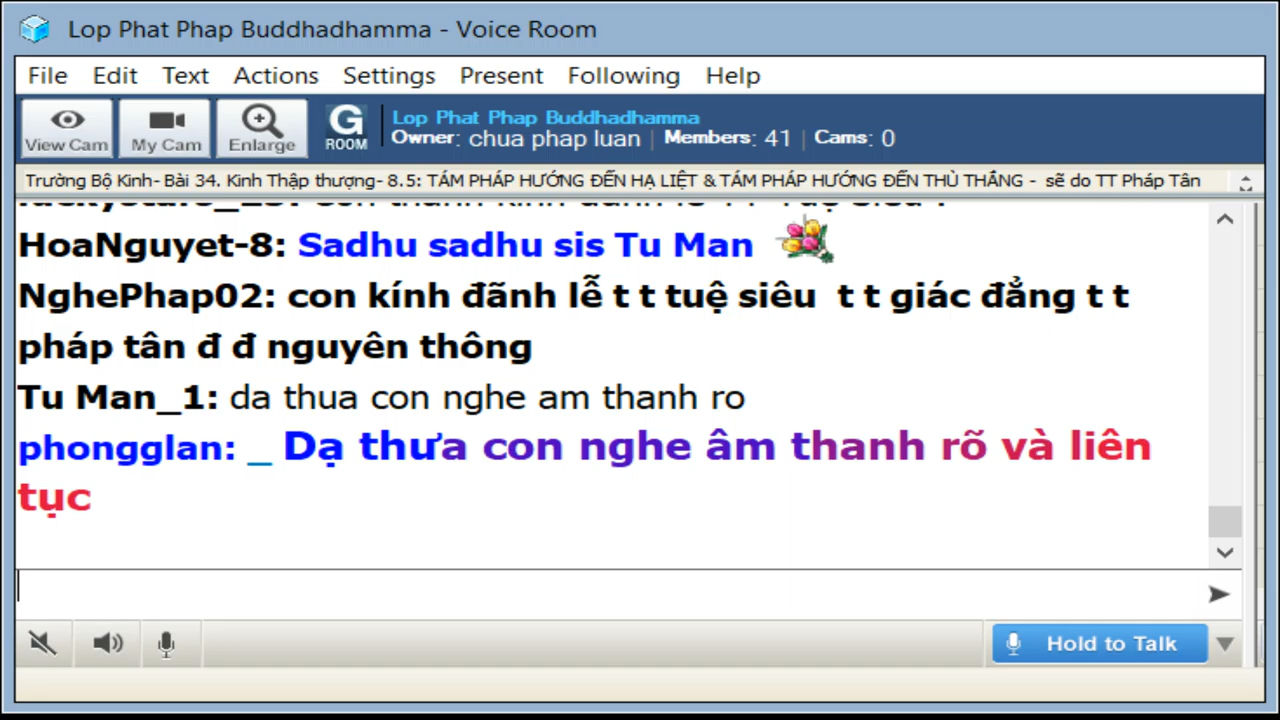 Lop Phat Phap Buddhadhamma - Voice Room
File Edit Text Actions Settings Present Following Help
View Cam My Cam Enlarge G ROOM
Lop Phat Phap Buddhadhamma
Owner: chua phap luan | Members: 41 | Cams: 0
Trường Bộ Kinh- Bài 34. Kinh Thập thượng- 8.5: TÁM PHÁP HƯỚNG ĐẾN HẠ LIỆT & TÁM PHÁP HƯỚNG ĐẾN THÙ THẮNG - sẽ do TT Pháp Tân
HoaNguyet-8: Sadhu sadhu sis Tu Man
NghePhap02: con kính đãnh lễ t t tuệ siêu t t giác đẳng t t
pháp tân đ đ nguyên thông
Tu Man_1: da thua con nghe am thanh ro
phongglan: _ Dạ thưa con nghe âm thanh rõ và liên
tục
Hold to Talk